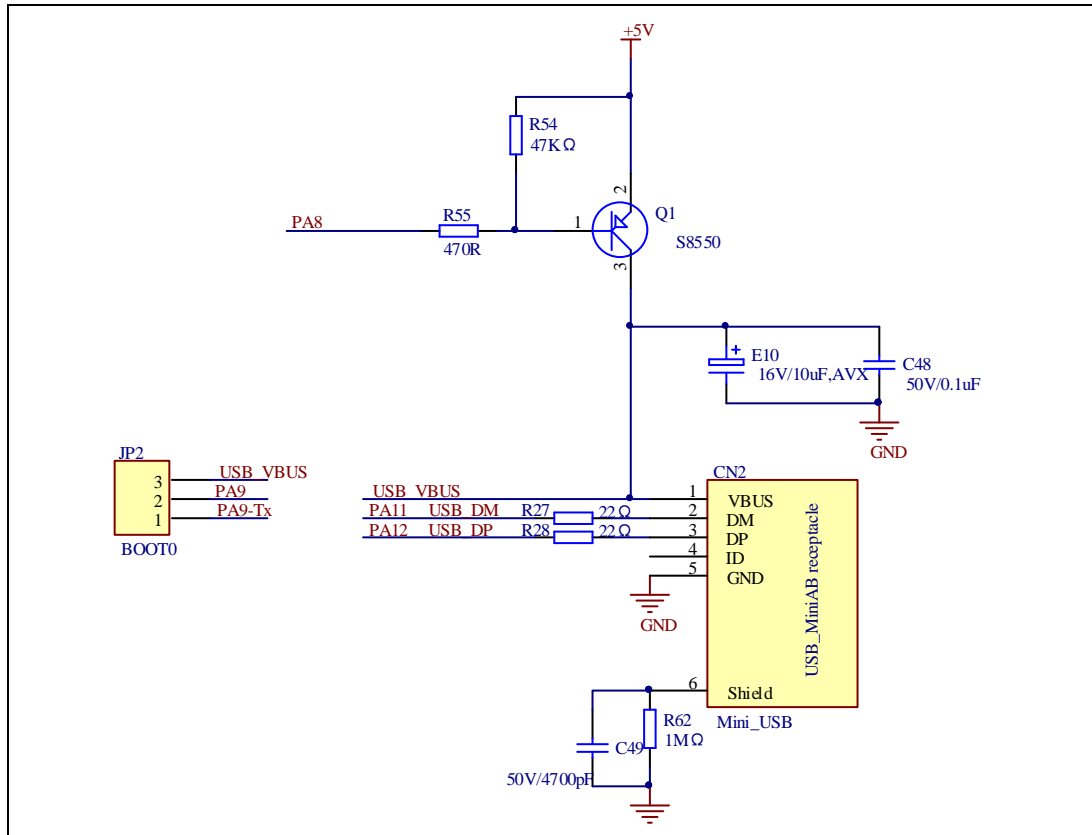 +5V
R54
47KΩ
2
Q1
PA8
R55
1
470R
S8550
3
E10
16V/10uF,AVX
C48
50V/0.1uF
GND
JP2
3 USB_VBUS
2 PA9
1 PA9-Tx
BOOT0
CN2
USB_VBUS 1 VBUS
PA11 USB_DM R27 22Ω 2 DM
PA12 USB_DP R28 22Ω 3 DP
4 ID
5 GND
GND
USB_MiniAB receptacle
6 Shield
Mini_USB
R62
1MΩ
C49
50V/4700pF